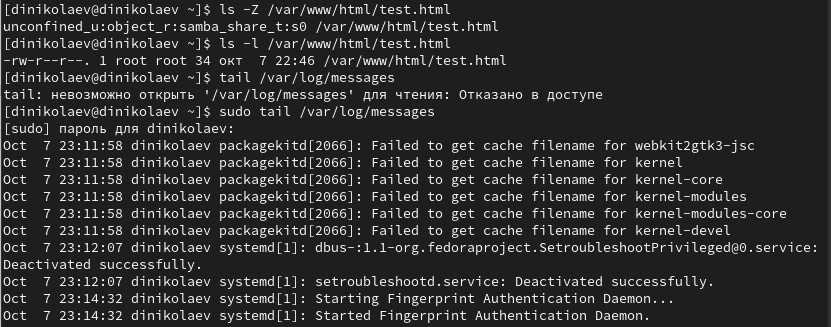 [dinikolaev@dinikolaev ~]$ ls -Z /var/www/html/test.html
unconfined_u:object_r:samba_share_t:s0 /var/www/html/test.html
[dinikolaev@dinikolaev ~]$ ls -l /var/www/html/test.html
-rw-r--r--. 1 root root 34 окт  7 22:46 /var/www/html/test.html
[dinikolaev@dinikolaev ~]$ tail /var/log/messages
tail: невозможно открыть '/var/log/messages' для чтения: Отказано в доступе
[dinikolaev@dinikolaev ~]$ sudo tail /var/log/messages
[sudo] пароль для dinikolaev:
Oct  7 23:11:58 dinikolaev packagekitd[2066]: Failed to get cache filename for webkit2gtk3-jsc
Oct  7 23:11:58 dinikolaev packagekitd[2066]: Failed to get cache filename for kernel
Oct  7 23:11:58 dinikolaev packagekitd[2066]: Failed to get cache filename for kernel-core
Oct  7 23:11:58 dinikolaev packagekitd[2066]: Failed to get cache filename for kernel-modules
Oct  7 23:11:58 dinikolaev packagekitd[2066]: Failed to get cache filename for kernel-modules-core
Oct  7 23:11:58 dinikolaev packagekitd[2066]: Failed to get cache filename for kernel-devel
Oct  7 23:12:07 dinikolaev systemd[1]: dbus-:1.1-org.fedoraproject.SetroubleshootPrivileged@0.service:
Deactivated successfully.
Oct  7 23:12:07 dinikolaev systemd[1]: setroubleshootd.service: Deactivated successfully.
Oct  7 23:14:32 dinikolaev systemd[1]: Starting Fingerprint Authentication Daemon...
Oct  7 23:14:32 dinikolaev systemd[1]: Started Fingerprint Authentication Daemon.